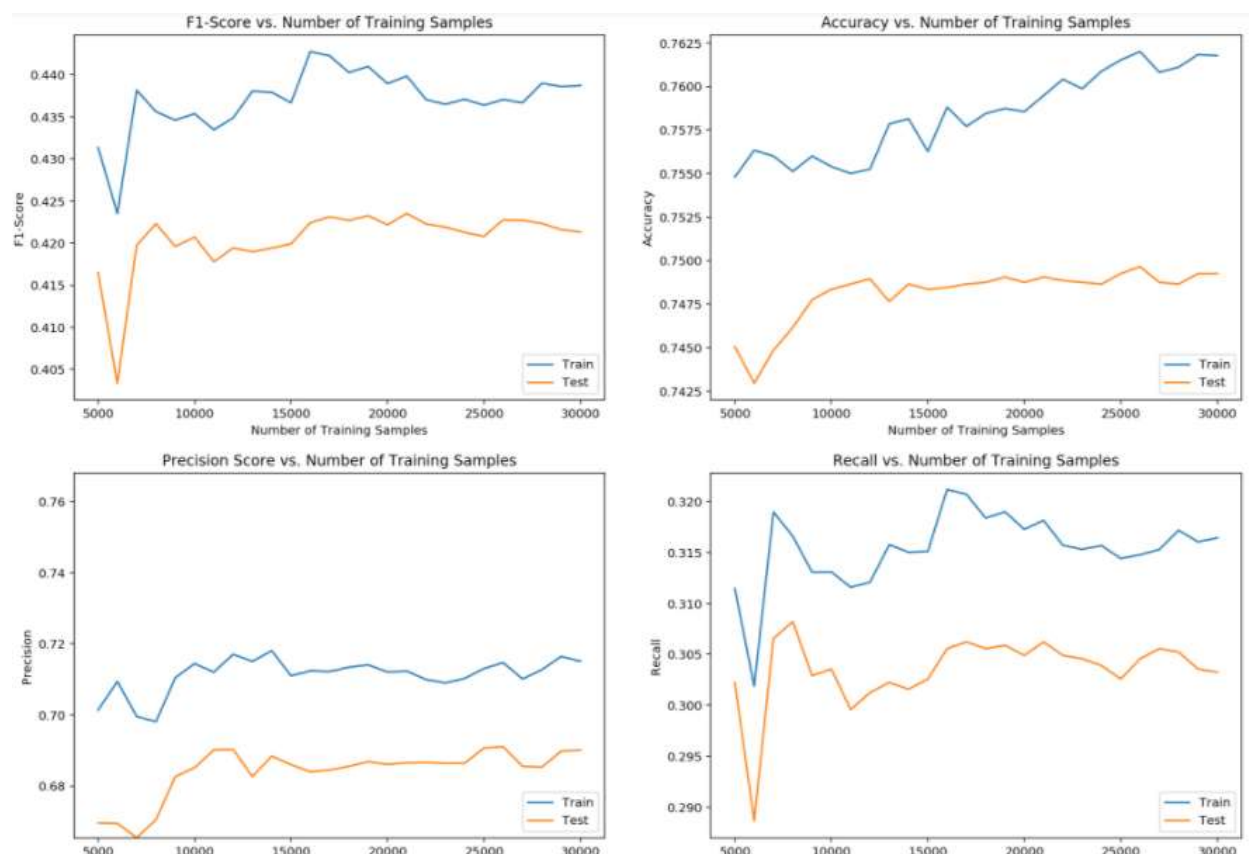 F1-Score vs. Number of Training Samples
0.440
0.435
0.430
0.425
0.420
0.415
0.410
0.405
F1-Score
Train
Test
5000 10000 15000 20000 25000 30000
Number of Training Samples
Accuracy vs. Number of Training Samples
0.7625
0.7600
0.7575
0.7550
0.7525
0.7500
0.7475
0.7450
0.7425
Accuracy
Train
Test
5000 10000 15000 20000 25000 30000
Number of Training Samples
Precision Score vs. Number of Training Samples
0.76
0.74
0.72
0.70
0.68
Precision
Train
Test
5000 10000 15000 20000 25000 30000
Recall vs. Number of Training Samples
0.320
0.315
0.310
0.305
0.300
0.295
0.290
Recall
Train
Test
5000 10000 15000 20000 25000 30000